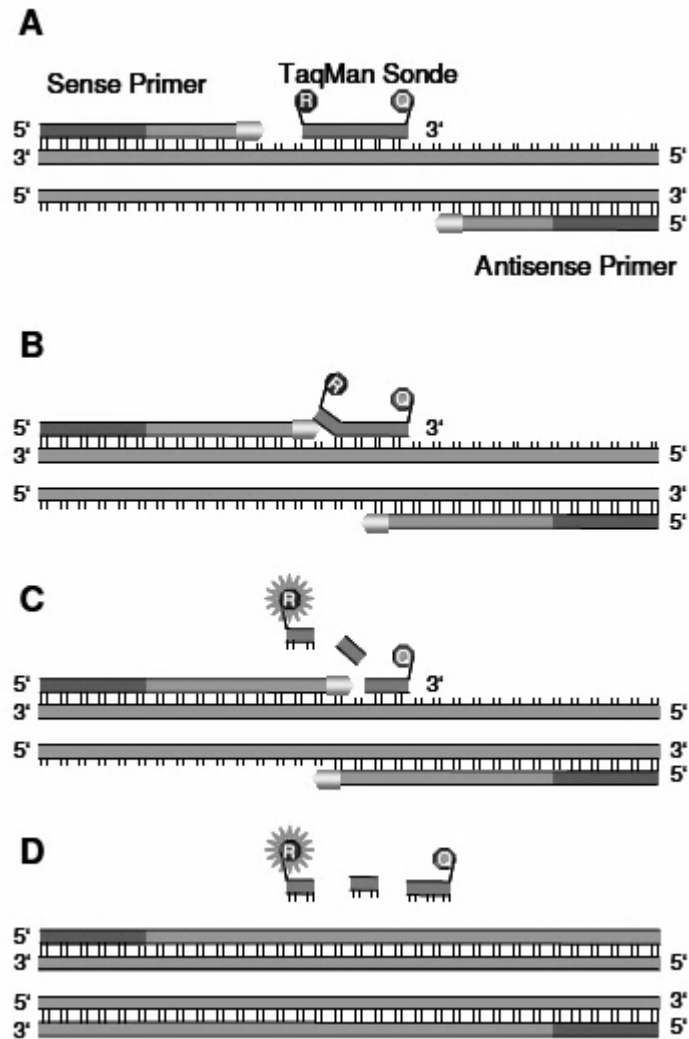 A
Sense Primer TaqMan Sonde
R Q
5' 3'
3' 5'
5' 3'
5'
Antisense Primer
B
R Q
5' 3'
3' 5'
5' 3'
5'
C
R
Q
5' 3'
3' 5'
5' 3'
5'
D
R Q
5'
3' 5'
5' 3'
3' 5'